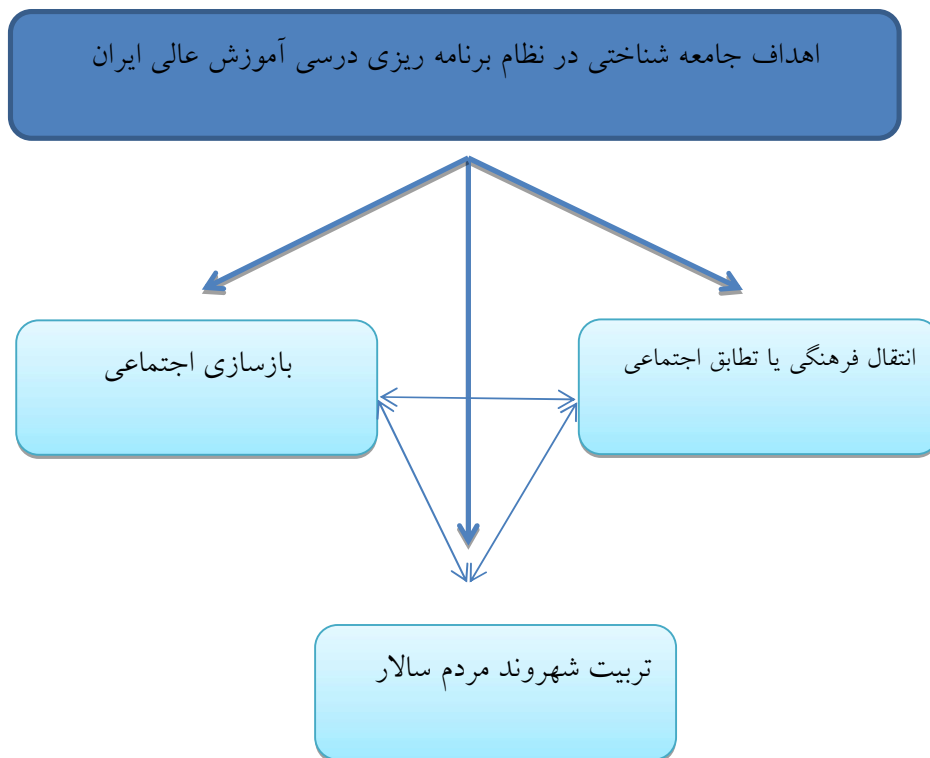 اهداف جامعه شناختی در نظام برنامه ریزی درسی آموزش عالی ایران
انتقال فرهنگی یا تطابق اجتماعی
بازسازی اجتماعی
تربیت شهروند مردم سالار